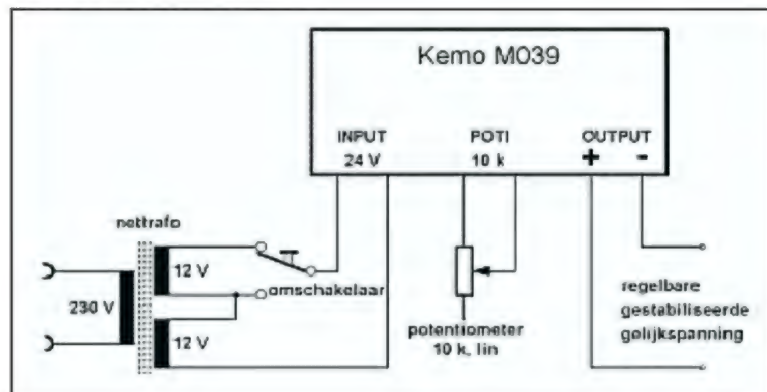 Kemo M039
INPUT
24 V
POTI
10 k
OUTPUT
+
-
nettrafo
12 V
omschakelaar
230 V
12 V
potentiometer
10 k, lin
regelbare
gestabiliseerde
gelijkspanning